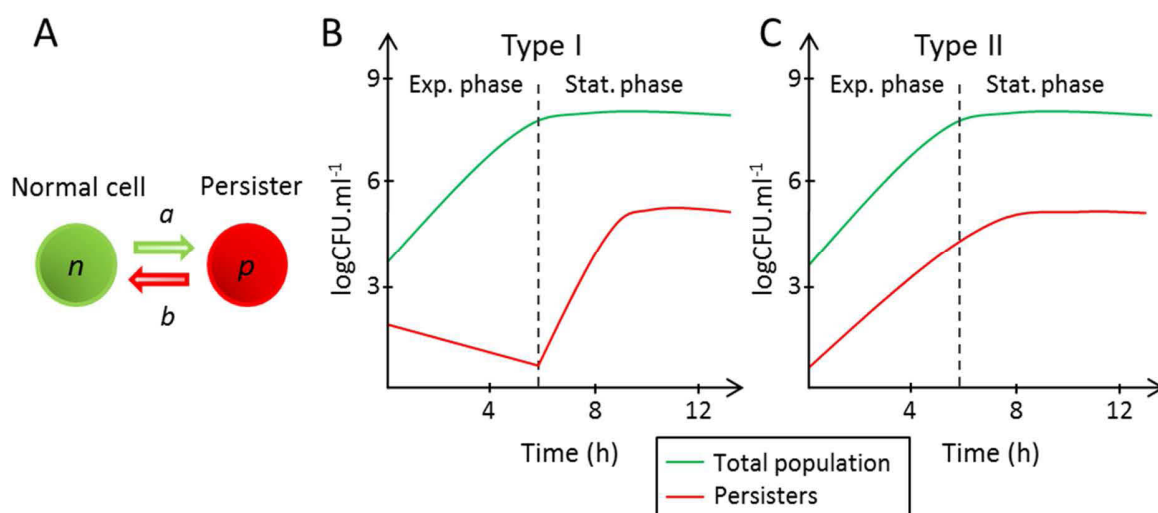 A
Normal cell
Persister
a
n
p
b
B
Type I
Exp. phase
Stat. phase
logCFU.ml⁻¹
9
6
3
4
8
12
Time (h)
C
Type II
Exp. phase
Stat. phase
logCFU.ml⁻¹
9
6
3
4
8
12
Time (h)
Total population
Persisters